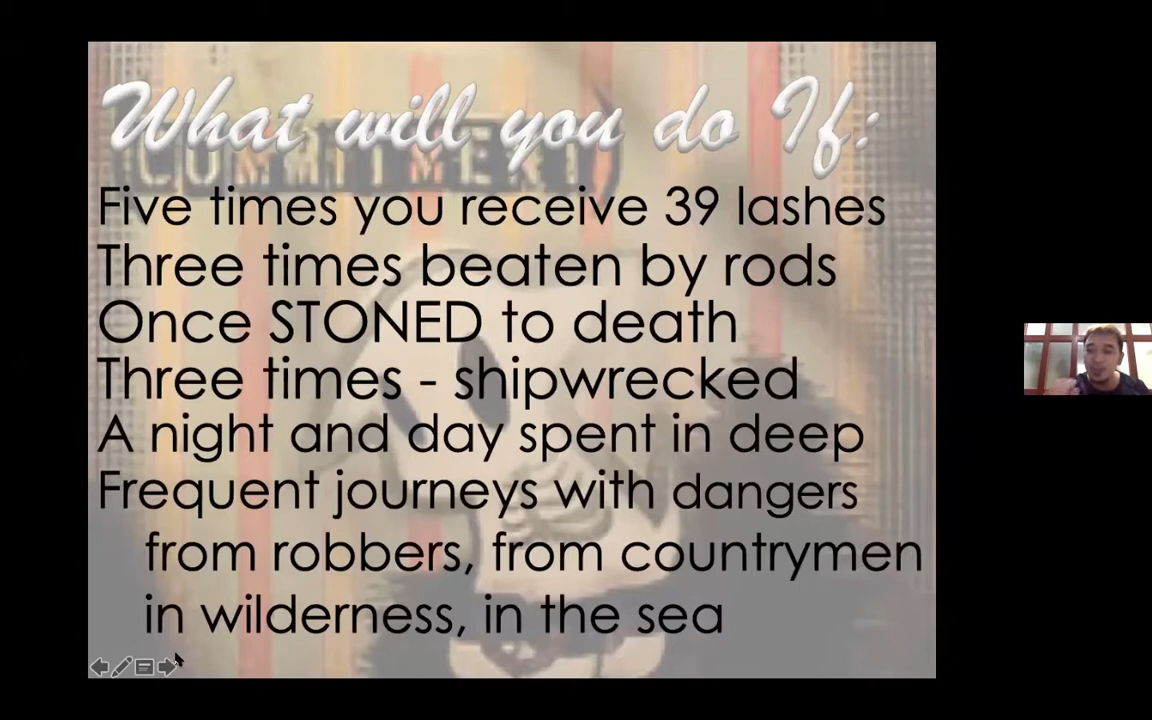 What will you do If:
COMMITMENT
Five times you receive 39 lashes
Three times beaten by rods
Once STONED to death
Three times - shipwrecked
A night and day spent in deep
Frequent journeys with dangers
from robbers, from countrymen
in wilderness, in the sea